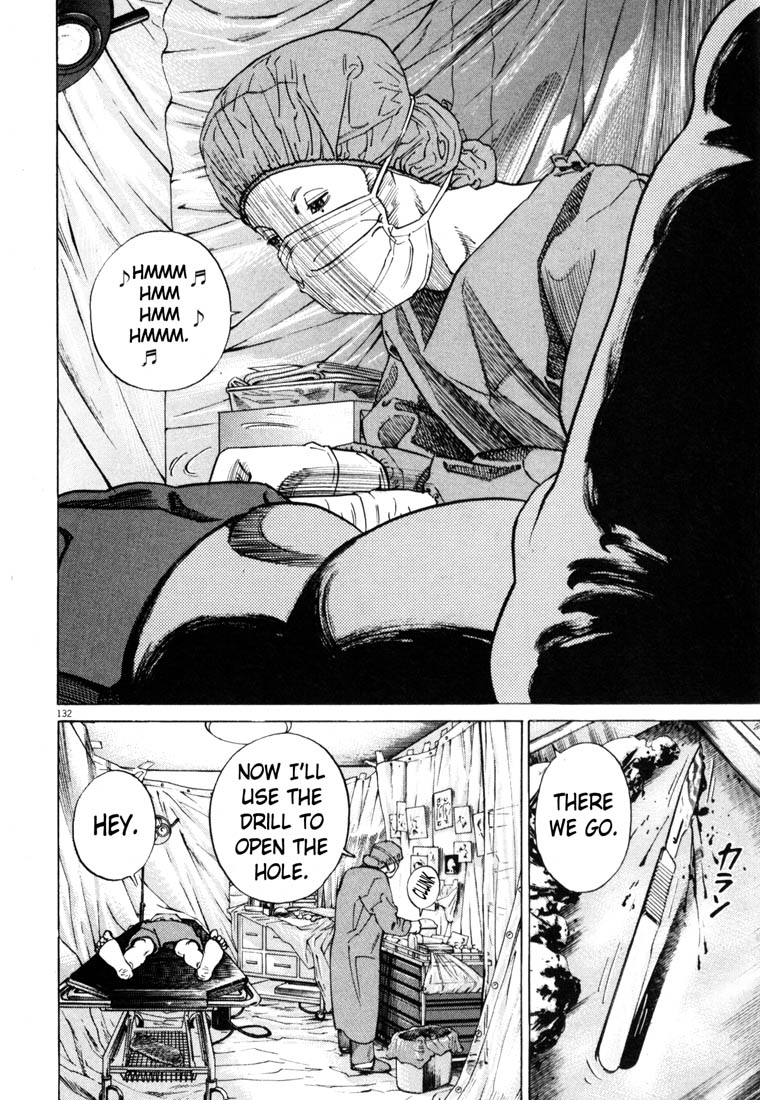 ♪HMMM♬
HMM
HMM ♪
HMMM.
♬
132
THERE
WE GO.
カラン
NOW I'LL
USE THE
DRILL TO
OPEN THE
HOLE.
HEY.